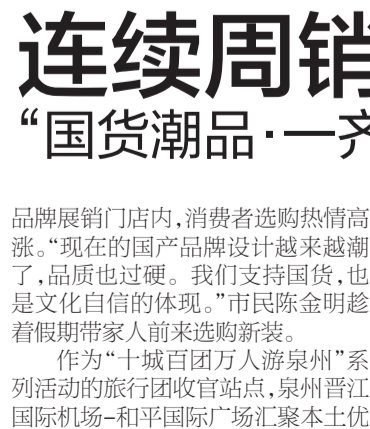 连续周销
“国货潮品·一齐
品牌展销门店内,消费者选购热情高
涨。“现在的国产品牌设计越来越潮
了,品质也过硬。我们支持国货,也
是文化自信的体现。”市民陈金明趁
着假期带家人前来选购新装。
作为“十城百团万人游泉州”系
列活动的旅行团收官站点,泉州晋江
国际机场-和平国际广场汇聚本土优